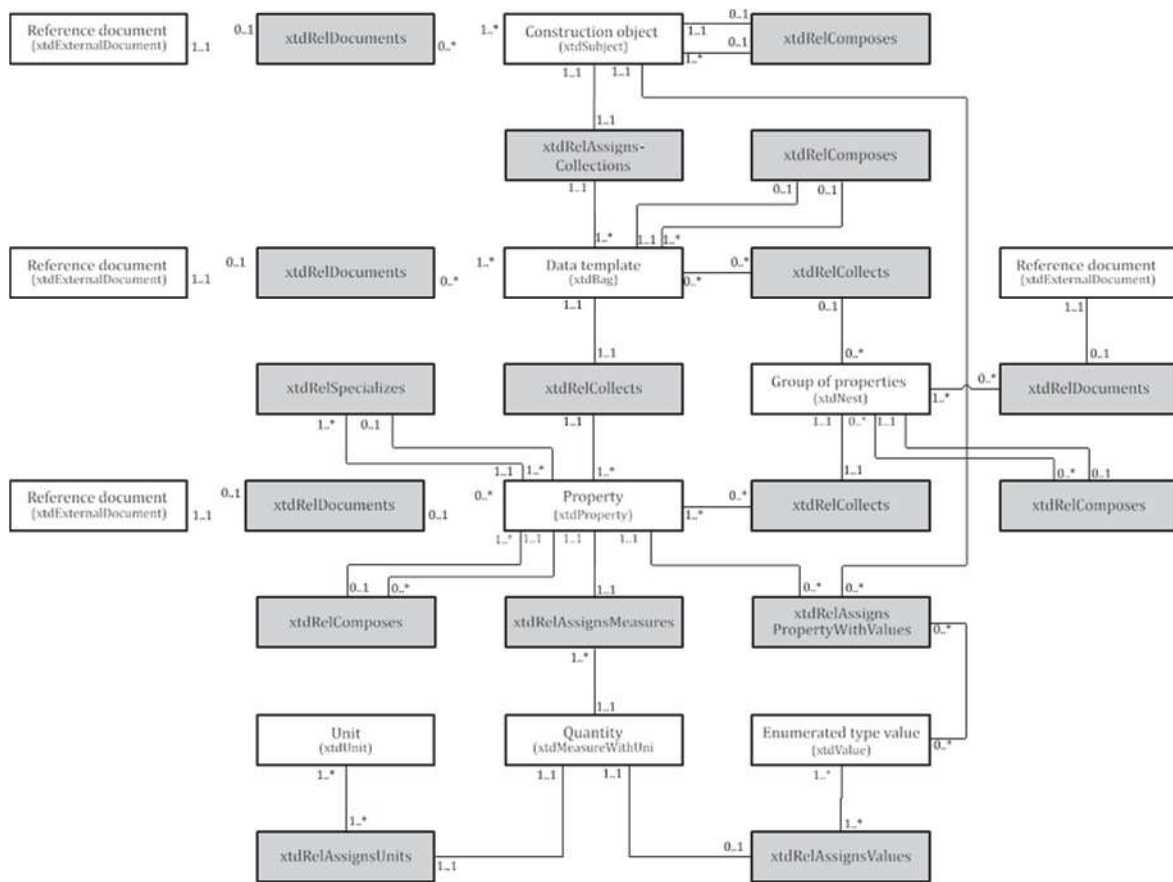 Reference document
(xtdExternalDocument)
1..1
0..1
xtdRelDocuments
0..*
1..*
Construction object
(xtdSubject)
0..1
1..1
0..1
1..*
xtdRelComposes
1..1
1..1
1..1
xtdRelAssigns-
Collections
1..1
xtdRelComposes
0..1
0..1
1..*
1..1
1..*
Reference document
(xtdExternalDocument)
1..1
0..1
xtdRelDocuments
0..*
1..*
Data template
(xtdBag)
0..*
0..*
xtdRelCollects
Reference document
(xtdExternalDocument)
1..1
0..1
1..1
1..1
0..*
0..1
xtdRelSpecializes
xtdRelCollects
Group of properties
(xtdNest)
0..*
1..*
xtdRelDocuments
1..*
0..1
1..1
1..1
0..*
1..1
1..1
1..*
1..*
1..1
0..*
0..1
Reference document
(xtdExternalDocument)
1..1
0..1
xtdRelDocuments
0..1
0..*
Property
(xtdProperty)
0..*
1..*
xtdRelCollects
xtdRelComposes
1..*
1..1
1..1
1..1
0..1
0..*
1..1
0..*
0..*
xtdRelComposes
xtdRelAssignsMeasures
xtdRelAssigns
PropertyWithValues
0..*
1..*
1..1
Unit
(xtdUnit)
Quantity
(xtdMeasureWithUni
Enumerated type value
(xtdValue)
0..*
1..*
1..1
1..1
1..*
1..*
1..*
xtdRelAssignsUnits
1..1
0..1
xtdRelAssignsValues